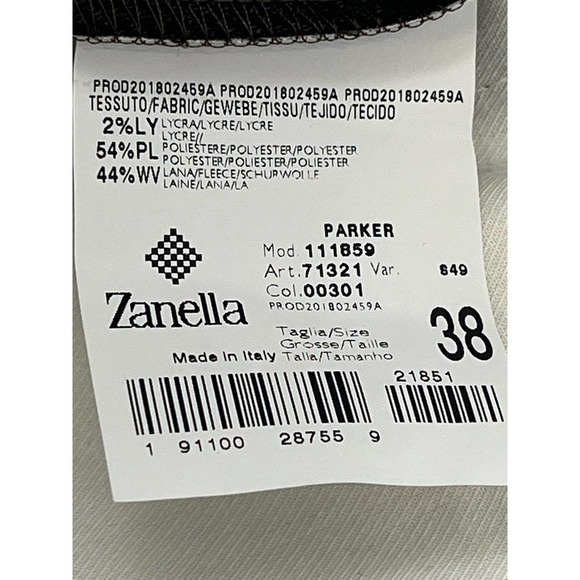 PROD201802459A PROD201802459A PROD201802459A
TESSUTO/FABRIC/GEWEBE/TISSU/TEJIDO/TECIDO
2%LY LYCRA/LYCRE/LYCRE
LYCRE//
54%PL POLIESTERE/POLYESTER/POLYESTER
POLYESTER/POLIESTER/POLIESTER
44%WV LANA/FLEECE/SCHURWOLLE
LAINE/LANA/LA
PARKER
Mod. 111859
Art. 71321 Var. 849
Col. 00301
PROD201802459A
Zanella
Taglia/Size
Grosse/Taille
Talla/Tamanho
38
Made in Italy
21851
1 91100 28755 9